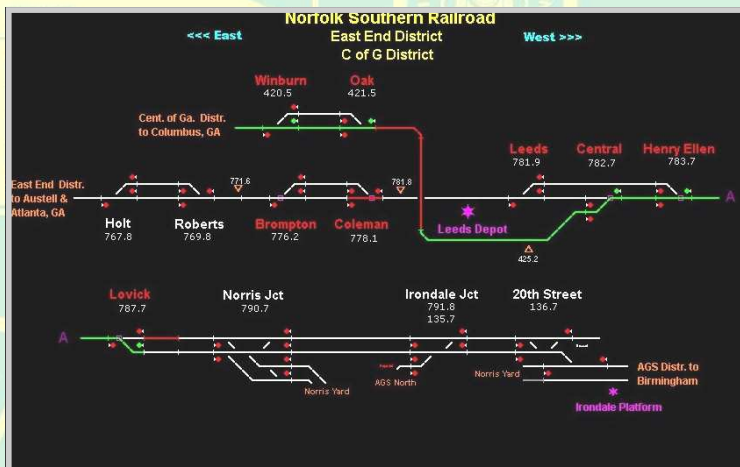 Norfolk Southern Railroad
<<< East
East End District
West >>>
C of G District
Winburn
420.5
Oak
421.5
Cent. of Ga. Distr.
to Columbus, GA
Leeds
781.9
Central
782.7
Henry Ellen
783.7
771.6
781.8
East End Distr.
to Austell &
Atlanta, GA
A
Holt
767.8
Roberts
769.8
Brompton
776.2
Coleman
778.1
Leeds Depot
425.2
Lovick
787.7
Norris Jct
790.7
Irondale Jct
791.8
135.7
20th Street
136.7
A
AGS North
Norris Yard
Norris Yard
AGS Distr. to
Birmingham
Irondale Platform